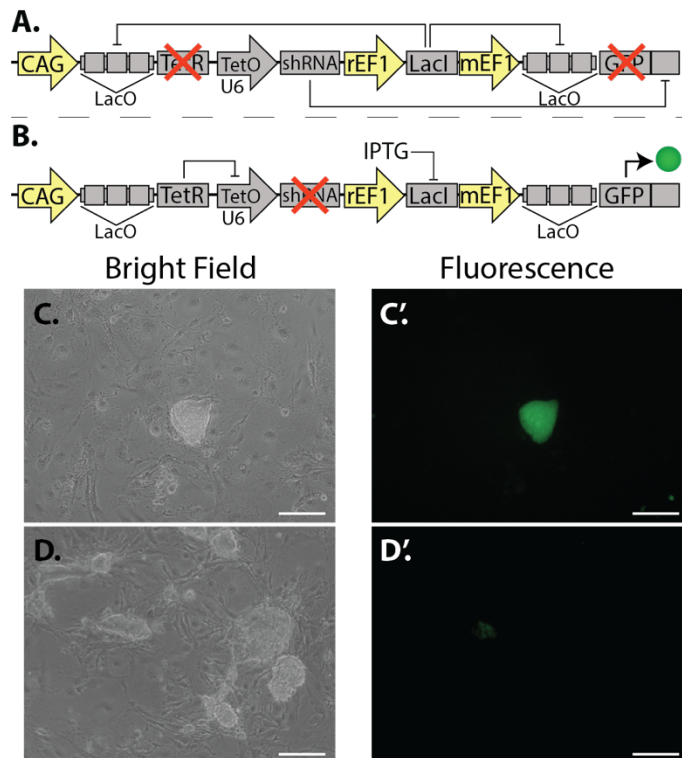 A.
CAG TetR TetO shRNA rEF1 LacI mEF1 GFP
LacO U6 LacO
B.
IPTG
CAG TetR TetO shRNA rEF1 LacI mEF1 GFP
LacO U6 LacO
Bright Field Fluorescence
C. C'.
D. D'.